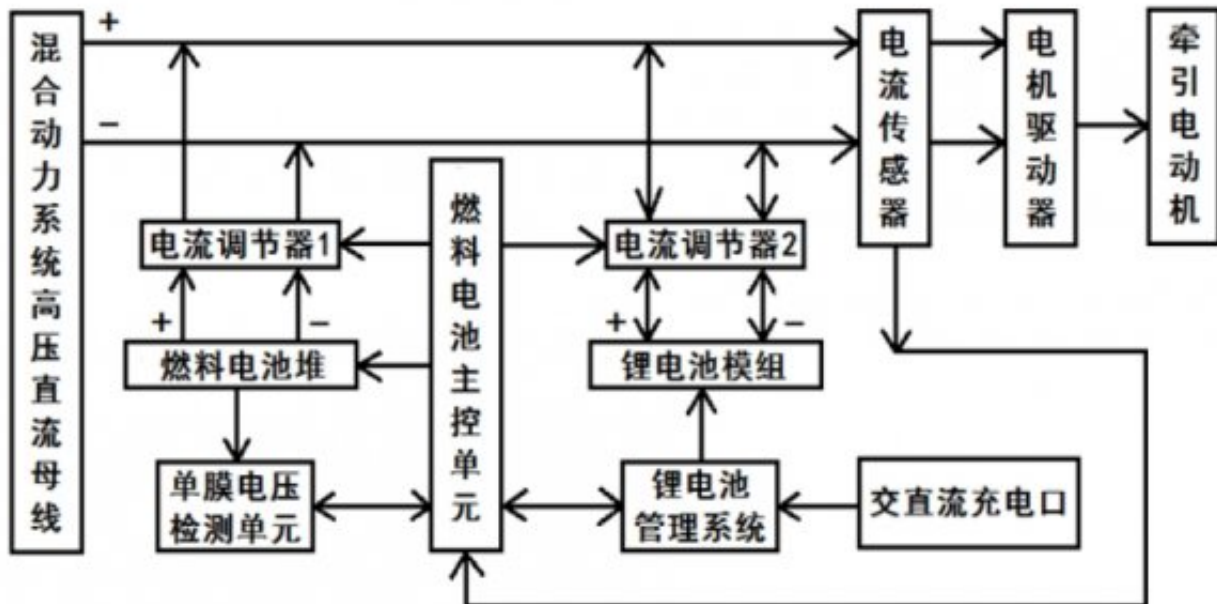 混合动力系统高压直流母线
+
-
电流传感器
电机驱动器
牵引电动机
燃料电池主控单元
电流调节器1
电流调节器2
+
-
+
-
燃料电池堆
锂电池模组
单膜电压
检测单元
锂电池
管理系统
交直流充电口